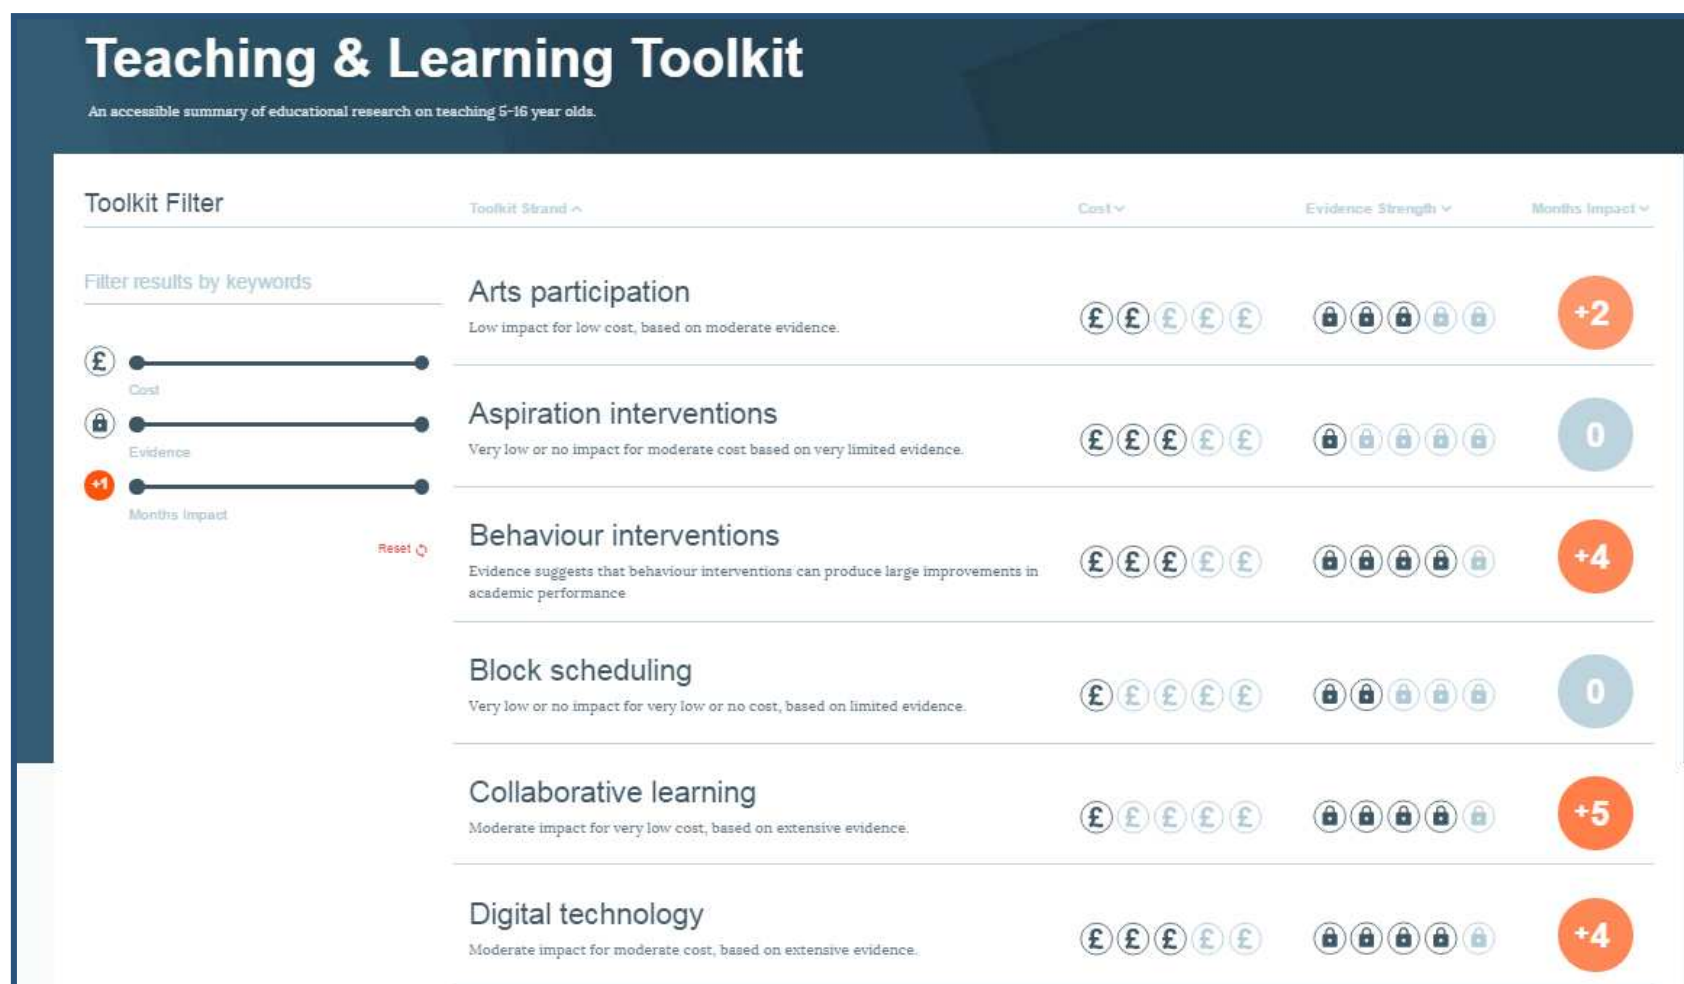 Teaching & Learning Toolkit
An accessible summary of educational research on teaching 5-16 year olds.
Toolkit Filter
Toolkit Strand
Cost
Evidence Strength
Months Impact
Filter results by keywords
£
Cost
Evidence
+1
Months Impact
Reset
Arts participation
Low impact for low cost, based on moderate evidence.
£ £ £ £ £
+2
Aspiration interventions
Very low or no impact for moderate cost based on very limited evidence.
£ £ £ £ £
0
Behaviour interventions
Evidence suggests that behaviour interventions can produce large improvements in
academic performance
£ £ £ £ £
+4
Block scheduling
Very low or no impact for very low or no cost, based on limited evidence.
£ £ £ £ £
0
Collaborative learning
Moderate impact for very low cost, based on extensive evidence.
£ £ £ £ £
+5
Digital technology
Moderate impact for moderate cost, based on extensive evidence.
£ £ £ £ £
+4